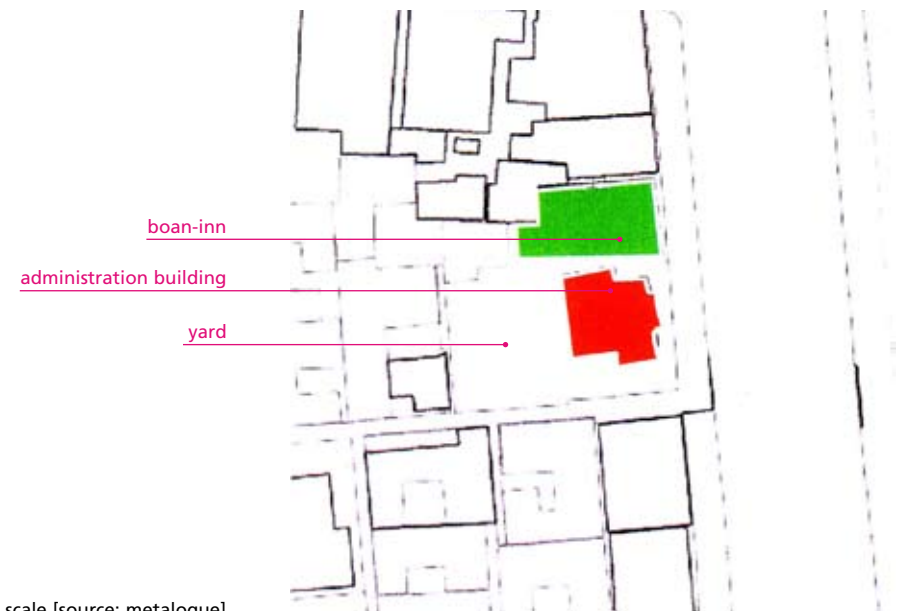 boan-inn
administration building
yard
scale [source: metalogue]